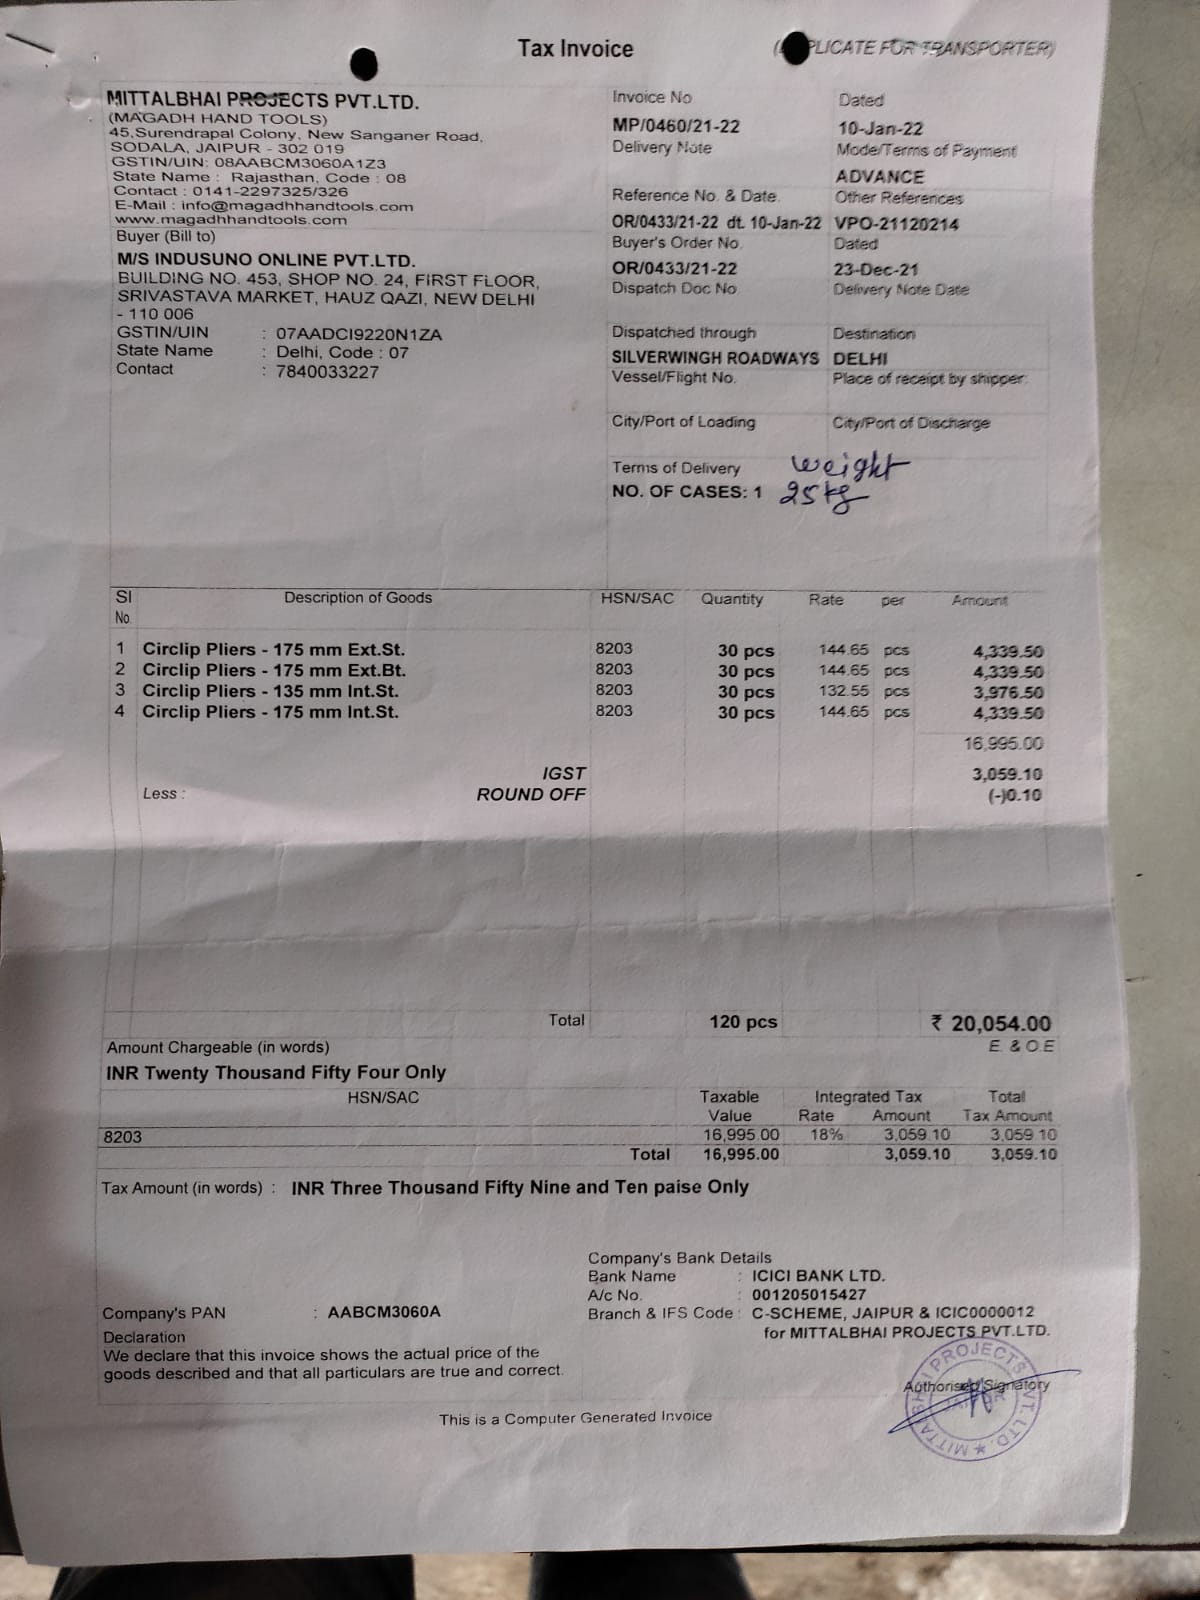 Tax Invoice
PLICATE FOR TRANSPORTER)
MITTALBHAI PROJECTS PVT.LTD.
(MAGADH HAND TOOLS)
45,Surendrapal Colony, New Sanganer Road,
SODALA, JAIPUR - 302 019
GSTIN/UIN: 08AABCM3060A1Z3
State Name : Rajasthan, Code : 08
Contact : 0141-2297325/326
E-Mail : info@magadhhandtools.com
www.magadhhandtools.com
Buyer (Bill to)
M/S INDUSUNO ONLINE PVT.LTD.
BUILDING NO. 453, SHOP NO. 24, FIRST FLOOR,
SRIVASTAVA MARKET, HAUZ QAZI, NEW DELHI
- 110 006
GSTIN/UIN : 07AADCI9220N1ZA
State Name : Delhi, Code : 07
Contact : 7840033227
Invoice No Dated
MP/0460/21-22 10-Jan-22
Delivery Note Mode/Terms of Payment
ADVANCE
Reference No. & Date. Other References
OR/0433/21-22 dt. 10-Jan-22 VPO-21120214
Buyer's Order No. Dated
OR/0433/21-22 23-Dec-21
Dispatch Doc No Delivery Note Date
Dispatched through Destination
SILVERWINGH ROADWAYS DELHI
Vessel/Flight No. Place of receipt by shipper:
City/Port of Loading City/Port of Discharge
Terms of Delivery weight
NO. OF CASES: 1 25 kg
Sl Description of Goods HSN/SAC Quantity Rate per Amount
No.
1 Circlip Pliers - 175 mm Ext.St. 8203 30 pcs 144.65 pcs 4,339.50
2 Circlip Pliers - 175 mm Ext.Bt. 8203 30 pcs 144.65 pcs 4,339.50
3 Circlip Pliers - 135 mm Int.St. 8203 30 pcs 132.55 pcs 3,976.50
4 Circlip Pliers - 175 mm Int.St. 8203 30 pcs 144.65 pcs 4,339.50
16,995.00
IGST 3,059.10
Less : ROUND OFF (-)0.10
Total 120 pcs ₹ 20,054.00
Amount Chargeable (in words) E. & O.E
INR Twenty Thousand Fifty Four Only
HSN/SAC Taxable Integrated Tax Total
Value Rate Amount Tax Amount
8203 16,995.00 18% 3,059.10 3,059.10
Total 16,995.00 3,059.10 3,059.10
Tax Amount (in words) : INR Three Thousand Fifty Nine and Ten paise Only
Company's Bank Details
Bank Name : ICICI BANK LTD.
A/c No. : 001205015427
Company's PAN : AABCM3060A Branch & IFS Code : C-SCHEME, JAIPUR & ICIC0000012
Declaration for MITTALBHAI PROJECTS PVT.LTD.
We declare that this invoice shows the actual price of the
goods described and that all particulars are true and correct.
Authorised Signatory
MITTALBHAI PROJECTS PVT. LTD. ★
JAIPUR
This is a Computer Generated Invoice